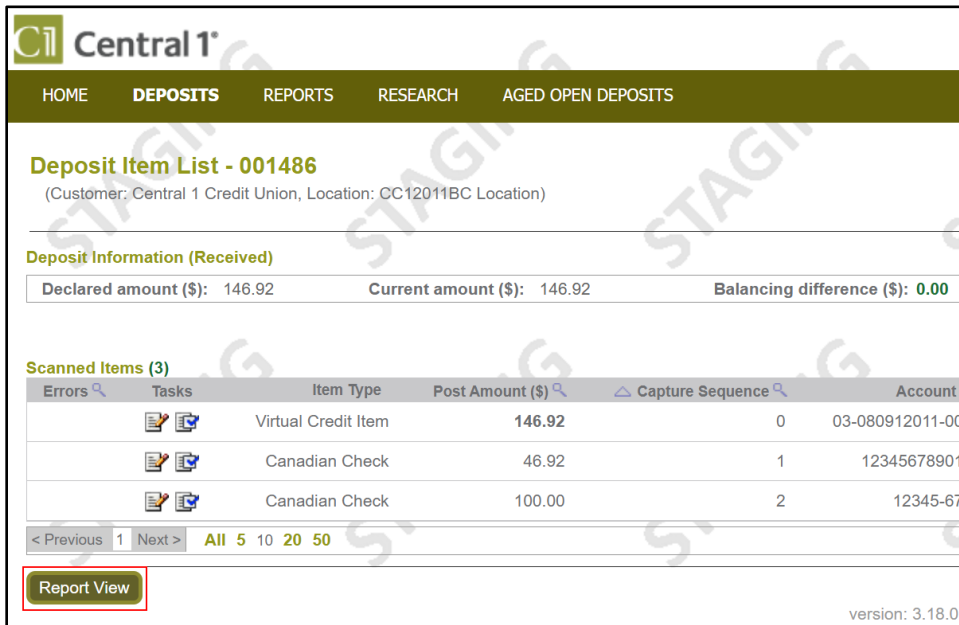 C1 Central 1
HOME DEPOSITS REPORTS RESEARCH AGED OPEN DEPOSITS
Deposit Item List - 001486
(Customer: Central 1 Credit Union, Location: CC12011BC Location)
Deposit Information (Received)
Declared amount ($): 146.92 Current amount ($): 146.92 Balancing difference ($): 0.00
Scanned Items (3)
Errors Tasks Item Type Post Amount ($) Capture Sequence Account
Virtual Credit Item 146.92 0 03-080912011-00
Canadian Check 46.92 1 12345678901
Canadian Check 100.00 2 12345-67
< Previous 1 Next > All 5 10 20 50
Report View
version: 3.18.0
STAGING